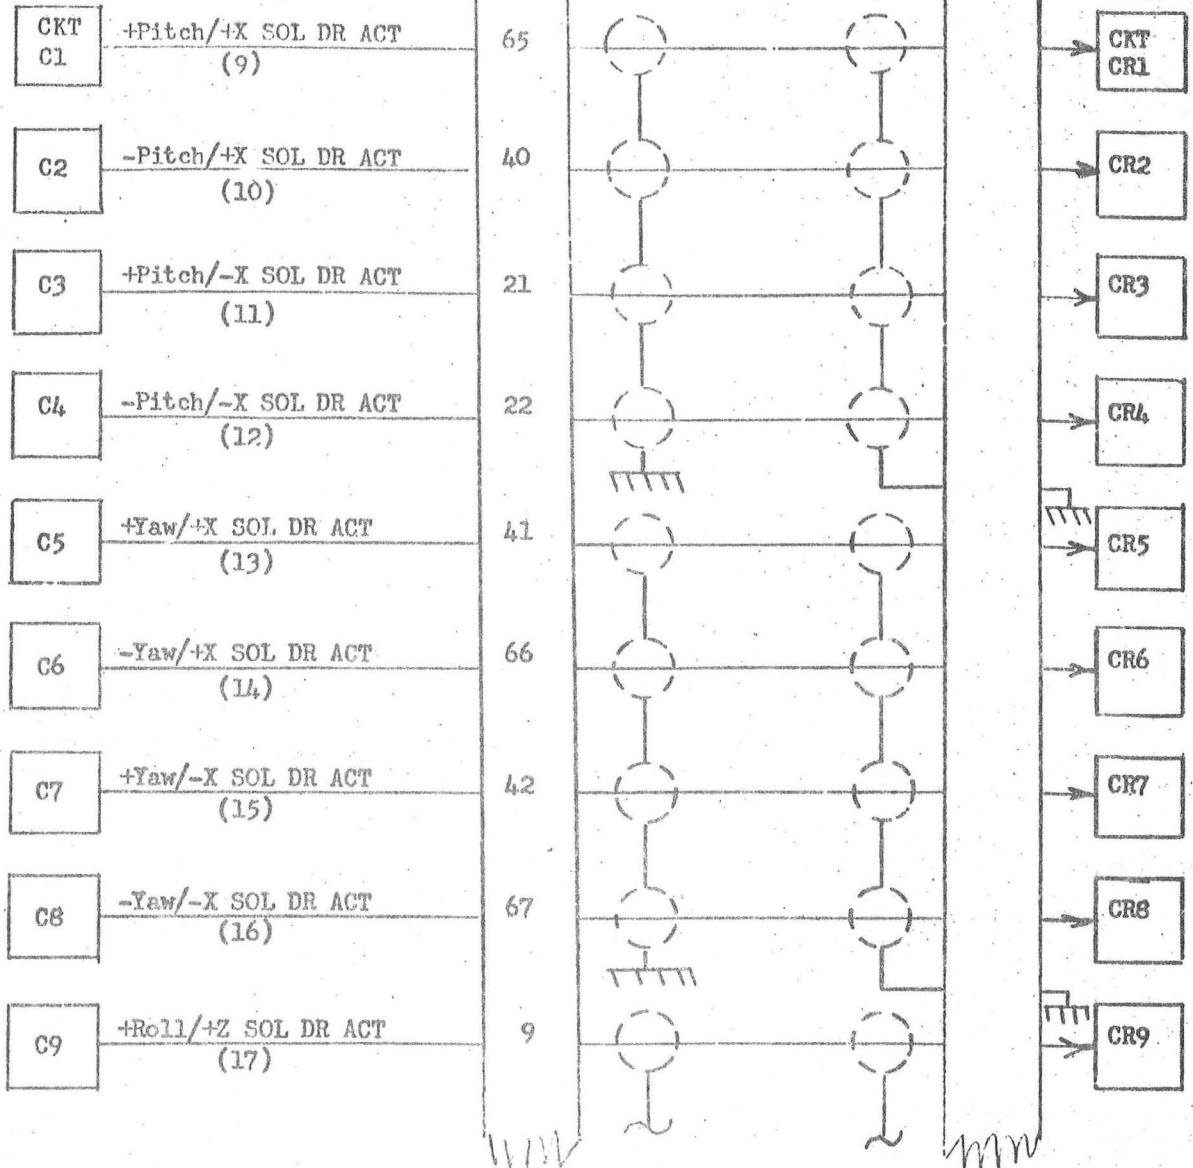 CKT
C1
+Pitch/+X SOL DR ACT
(9)
65
CKT
CR1
C2
-Pitch/+X SOL DR ACT
(10)
40
CR2
C3
+Pitch/-X SOL DR ACT
(11)
21
CR3
C4
-Pitch/-X SOL DR ACT
(12)
22
CR4
C5
+Yaw/+X SOL DR ACT
(13)
41
CR5
C6
-Yaw/+X SOL DR ACT
(14)
66
CR6
C7
+Yaw/-X SOL DR ACT
(15)
42
CR7
C8
-Yaw/-X SOL DR ACT
(16)
67
CR8
C9
+Roll/+Z SOL DR ACT
(17)
9
CR9